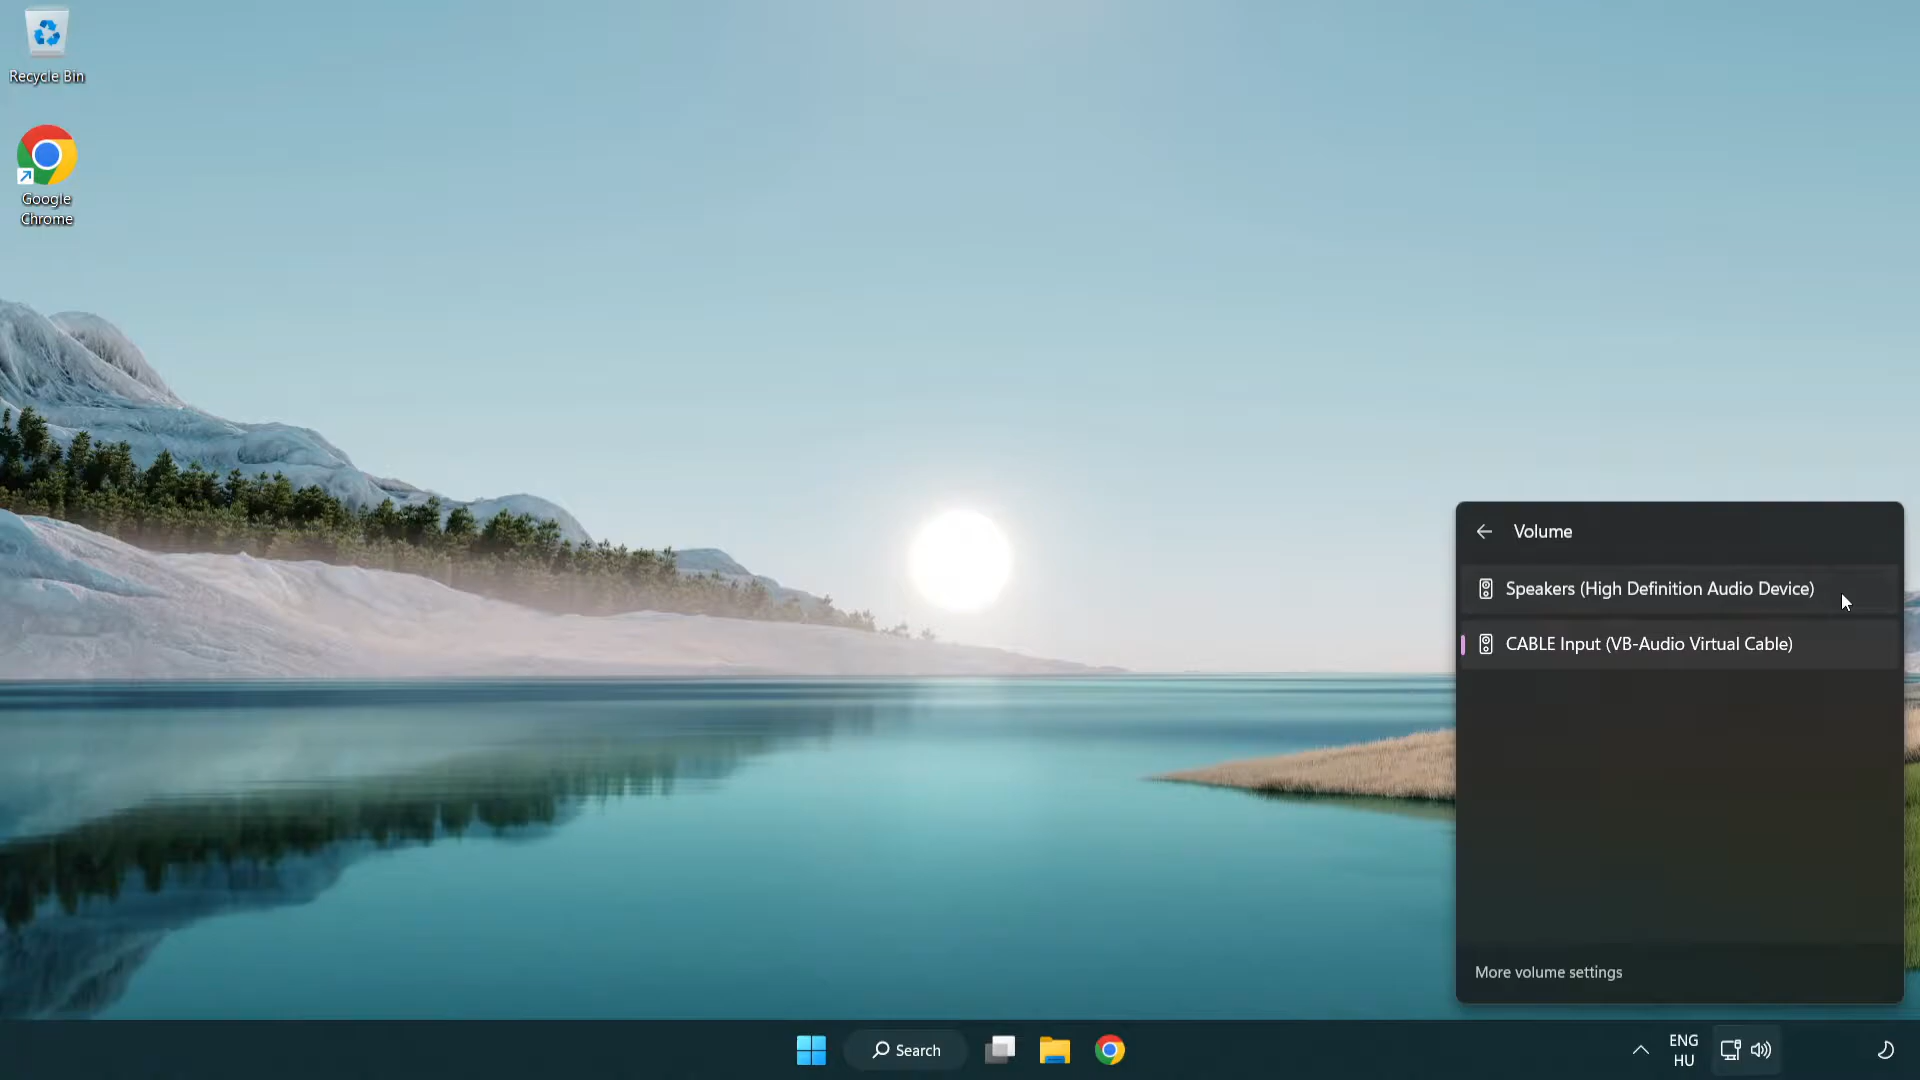 Recycle Bin
Google
Chrome
Volume
Speakers (High Definition Audio Device)
CABLE Input (VB-Audio Virtual Cable)
More volume settings
Search
ENG
HU